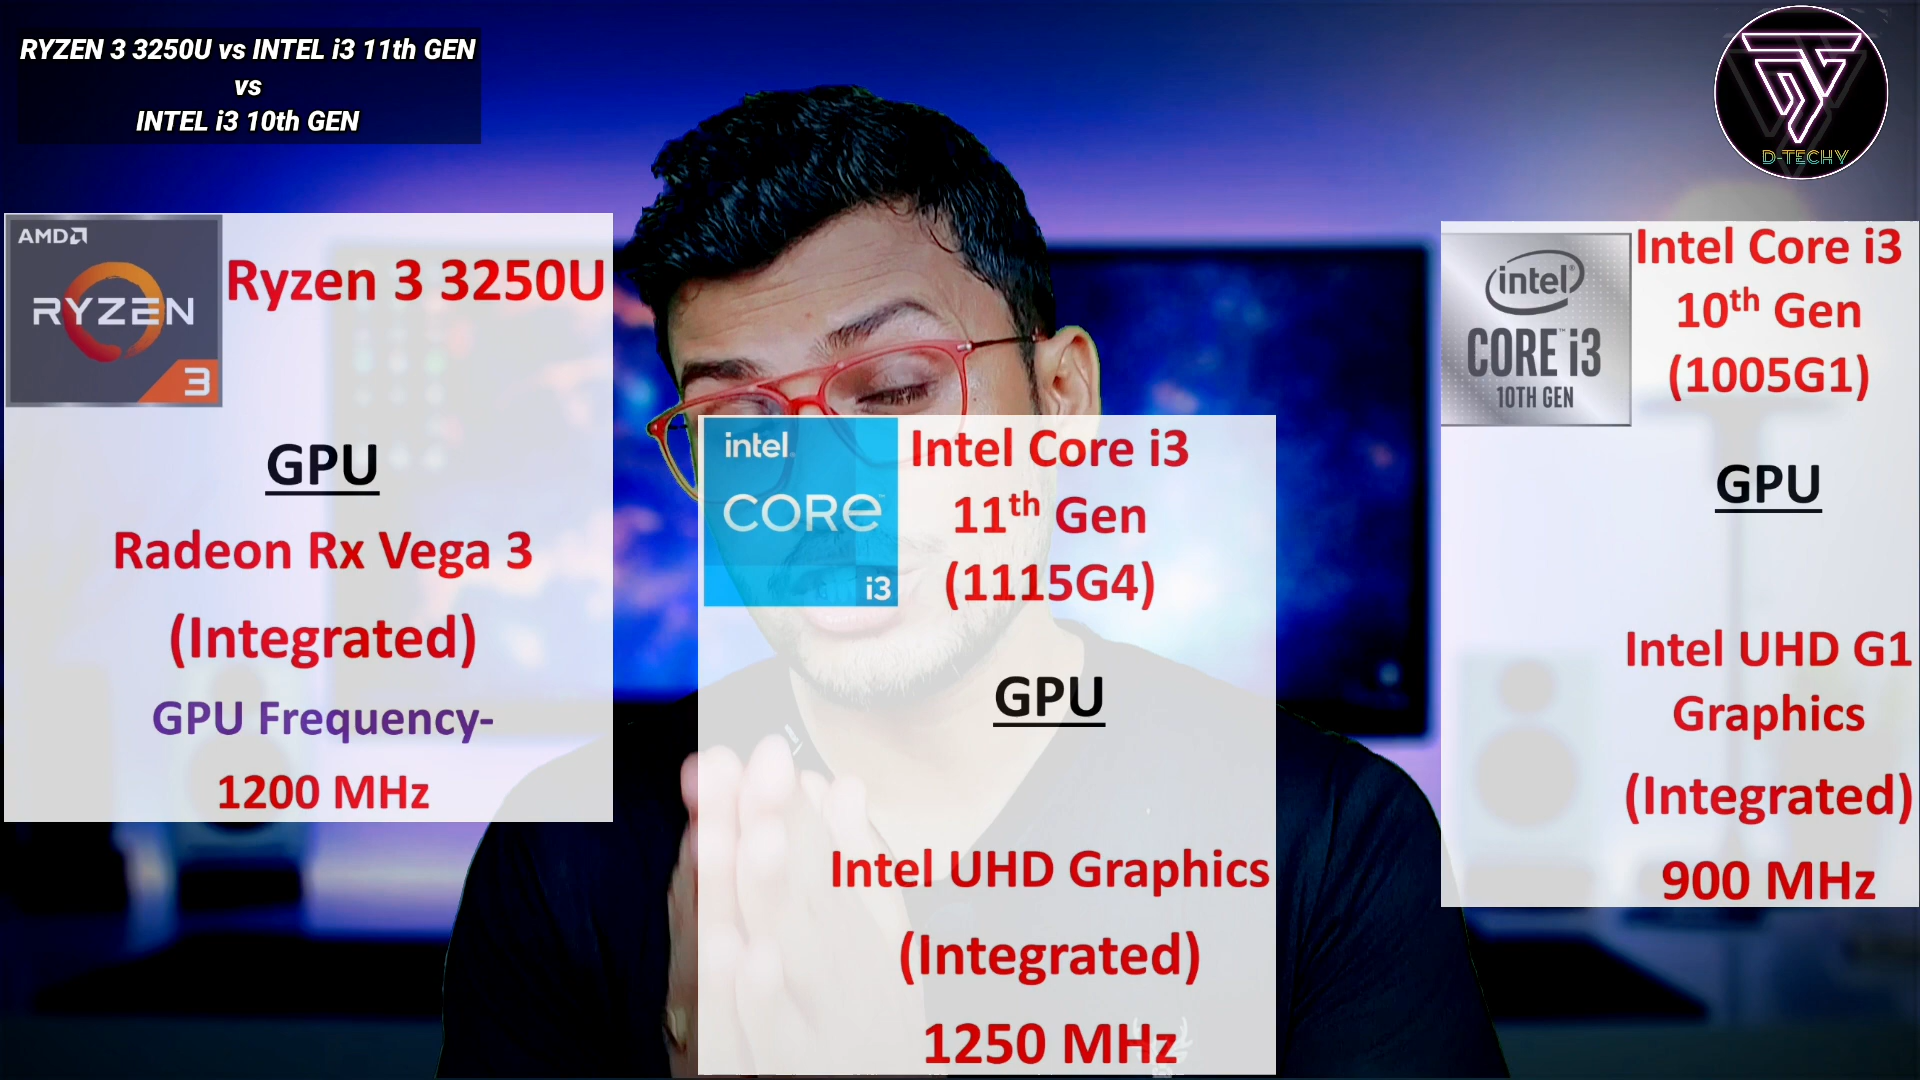 RYZEN 3 3250U vs INTEL i3 11th GEN
vs
INTEL i3 10th GEN
D-TECHY
AMD
RYZEN
3
Ryzen 3 3250U
GPU
Radeon Rx Vega 3
(Integrated)
GPU Frequency-
1200 MHz
intel.
CORE™
i3
Intel Core i3
11th Gen
(1115G4)
GPU
Intel UHD Graphics
(Integrated)
1250 MHz
intel®
CORE™ i3
10TH GEN
Intel Core i3
10th Gen
(1005G1)
GPU
Intel UHD G1
Graphics
(Integrated)
900 MHz